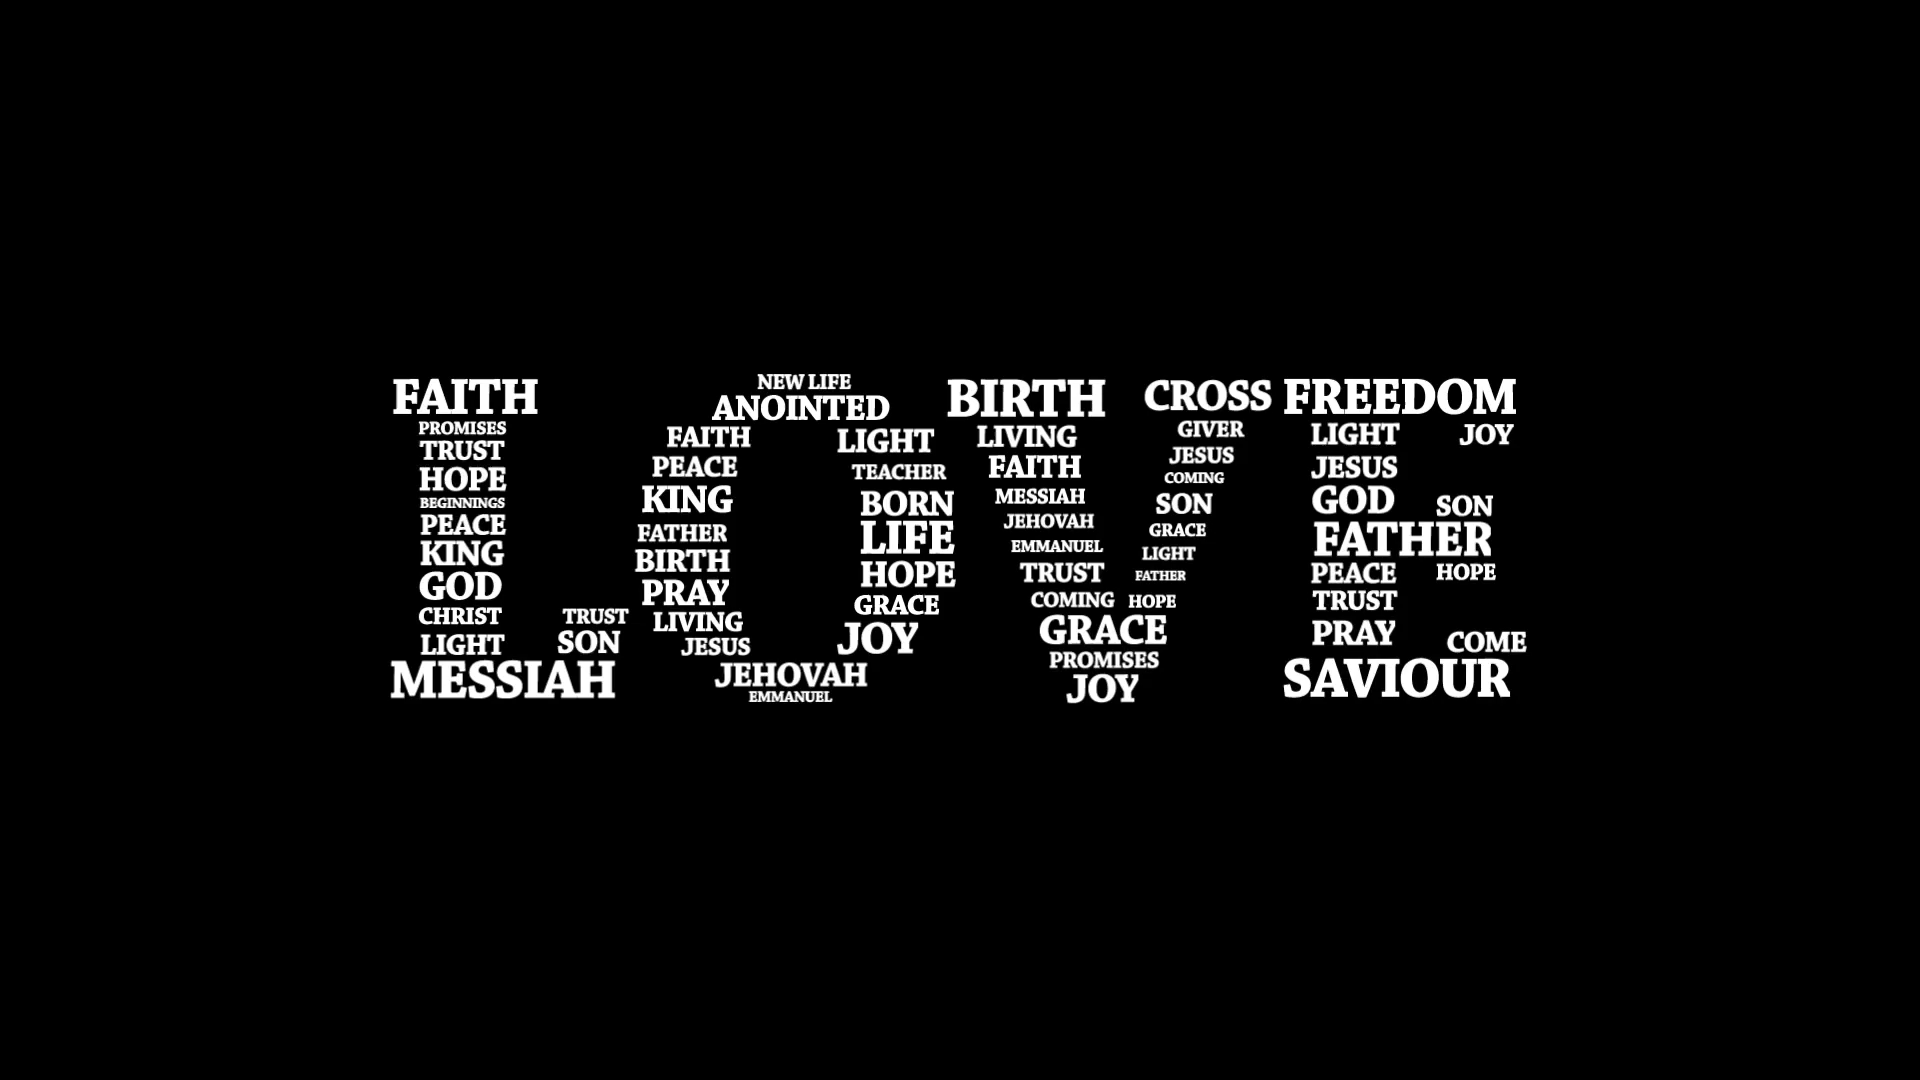 FAITH
PROMISES
TRUST
HOPE
BEGINNINGS
PEACE
KING
GOD
CHRIST
LIGHT
TRUST
SON
MESSIAH
NEW LIFE
ANOINTED
FAITH
PEACE
KING
FATHER
BIRTH
PRAY
LIVING
JESUS
LIGHT
TEACHER
BORN
LIFE
HOPE
GRACE
JOY
JEHOVAH
EMMANUEL
BIRTH
LIVING
FAITH
MESSIAH
JEHOVAH
EMMANUEL
TRUST
COMING
CROSS
GIVER
JESUS
COMING
SON
GRACE
LIGHT
FATHER
HOPE
GRACE
PROMISES
JOY
FREEDOM
LIGHT
JOY
JESUS
GOD
SON
FATHER
PEACE
HOPE
TRUST
PRAY
COME
SAVIOUR